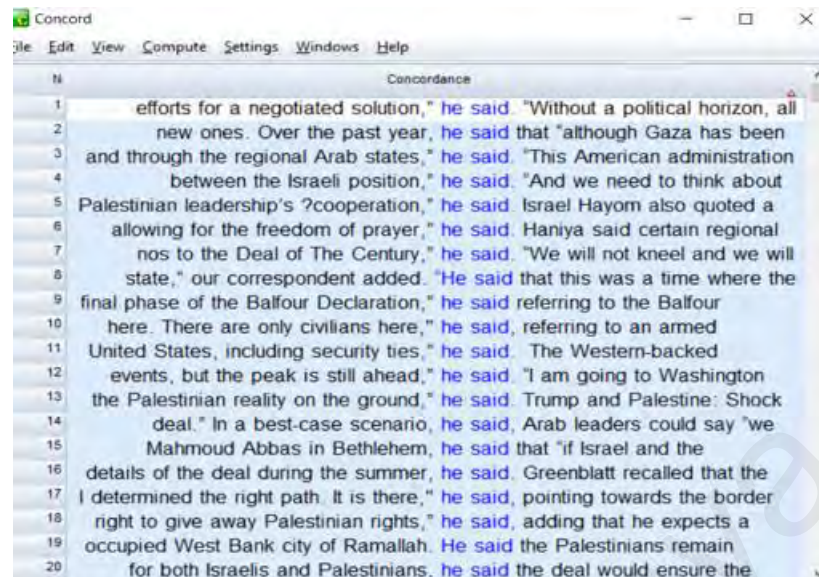 Concord
File Edit View Compute Settings Windows Help
N Concordance
1 efforts for a negotiated solution," he said. "Without a political horizon, all
2 new ones. Over the past year, he said that "although Gaza has been
3 and through the regional Arab states," he said. "This American administration
4 between the Israeli position," he said. "And we need to think about
5 Palestinian leadership's ?cooperation," he said. Israel Hayom also quoted a
6 allowing for the freedom of prayer," he said. Haniya said certain regional
7 nos to the Deal of The Century," he said. "We will not kneel and we will
8 state," our correspondent added. "He said that this was a time where the
9 final phase of the Balfour Declaration," he said referring to the Balfour
10 here. There are only civilians here," he said, referring to an armed
11 United States, including security ties," he said. The Western-backed
12 events, but the peak is still ahead," he said. "I am going to Washington
13 the Palestinian reality on the ground," he said. Trump and Palestine: Shock
14 deal." In a best-case scenario, he said, Arab leaders could say "we
15 Mahmoud Abbas in Bethlehem, he said that "if Israel and the
16 details of the deal during the summer, he said. Greenblatt recalled that the
17 I determined the right path. It is there," he said, pointing towards the border
18 right to give away Palestinian rights," he said, adding that he expects a
19 occupied West Bank city of Ramallah. He said the Palestinians remain
20 for both Israelis and Palestinians, he said the deal would ensure the